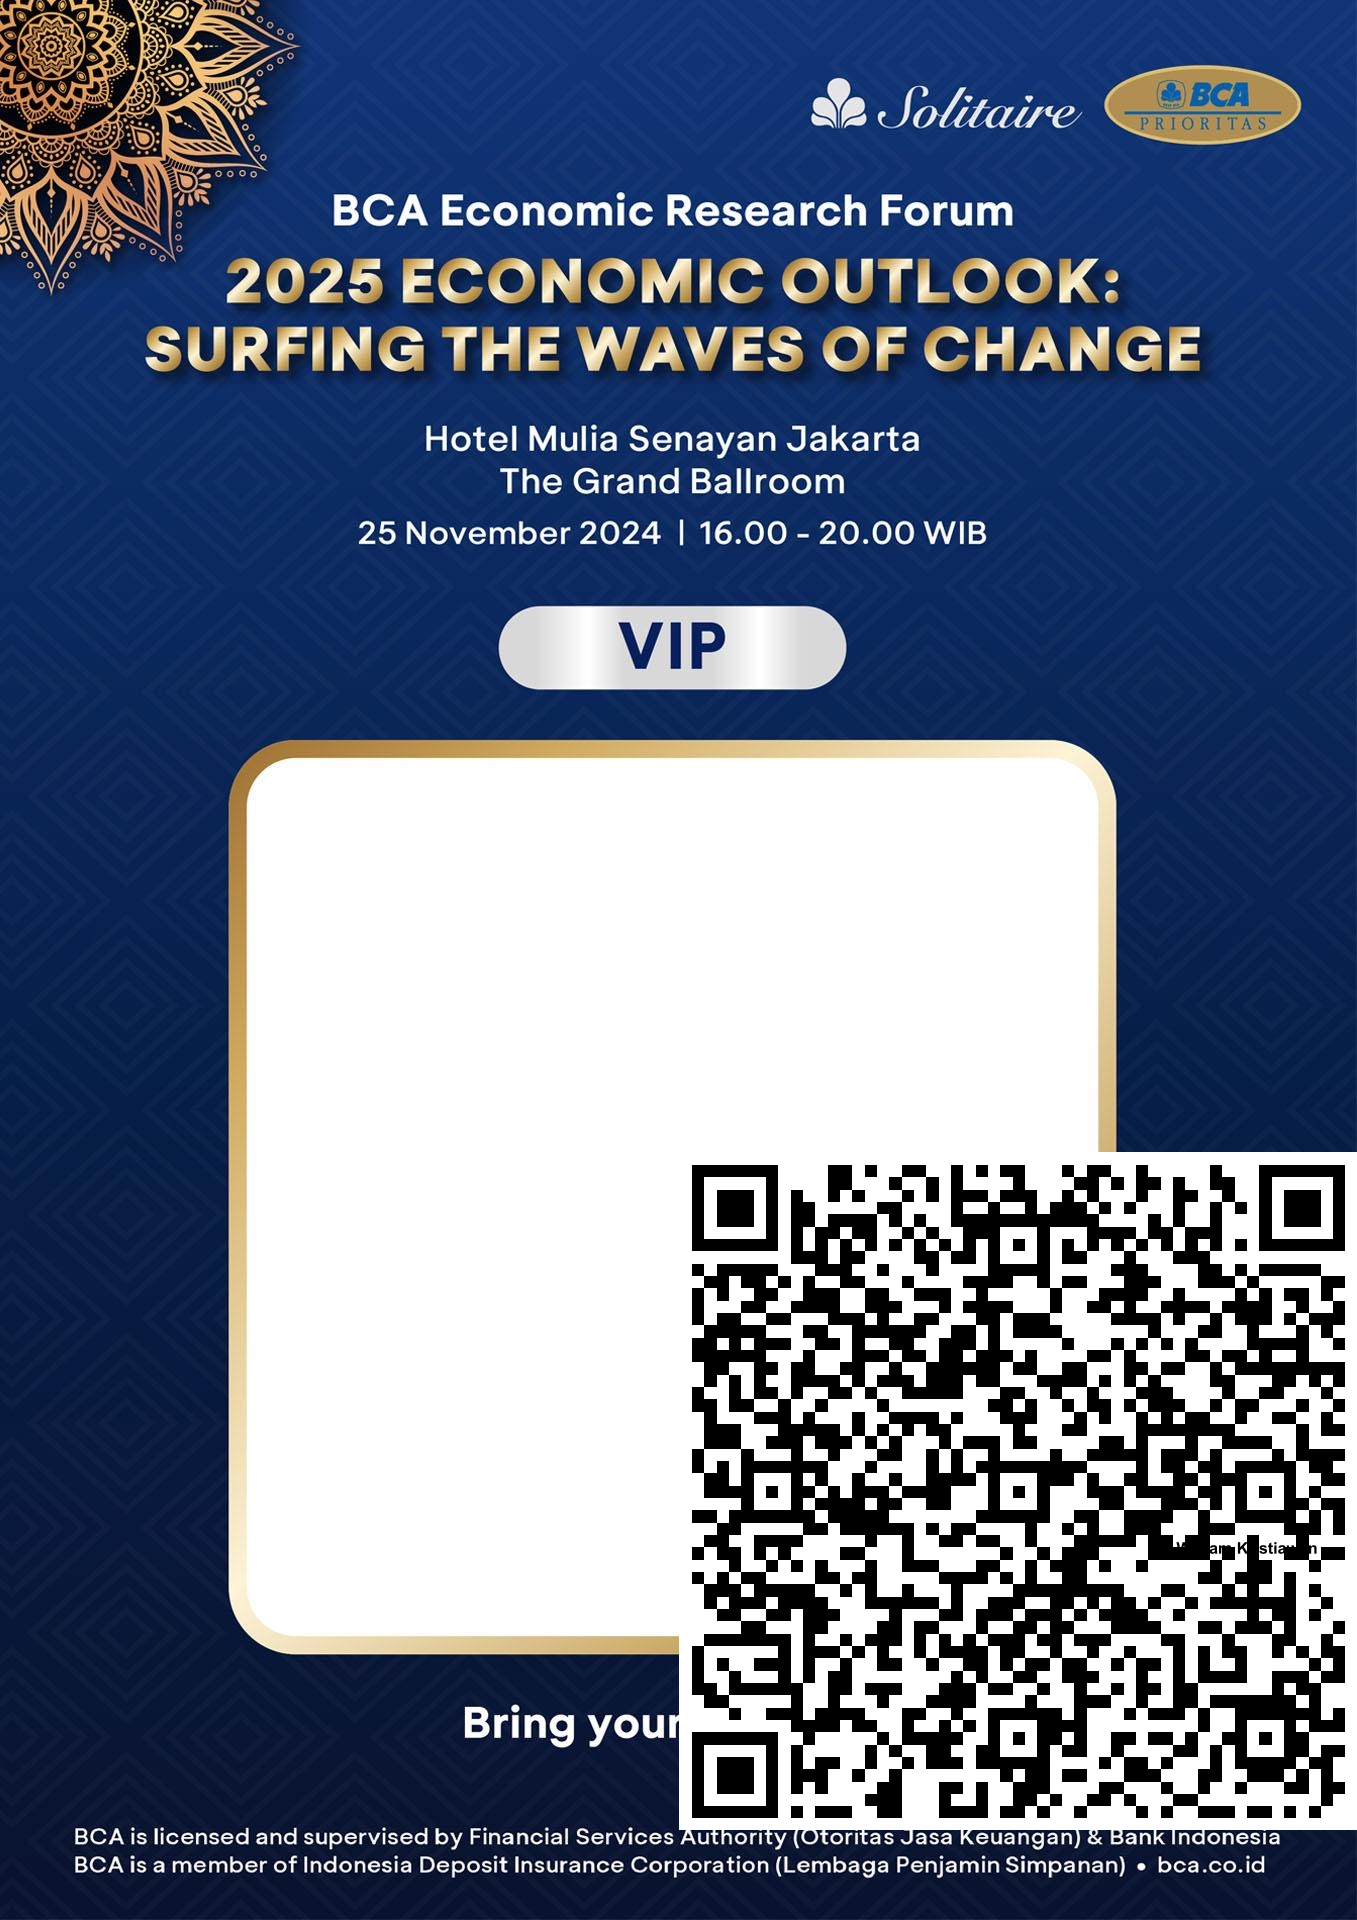 Solitaire
BCA
PRIORITAS
BCA Economic Research Forum
2025 ECONOMIC OUTLOOK:
SURFING THE WAVES OF CHANGE
Hotel Mulia Senayan Jakarta
The Grand Ballroom
25 November 2024 | 16.00 - 20.00 WIB
VIP
Bring your
BCA is licensed and supervised by Financial Services Authority (Otoritas Jasa Keuangan) & Bank Indonesia
BCA is a member of Indonesia Deposit Insurance Corporation (Lembaga Penjamin Simpanan) • bca.co.id